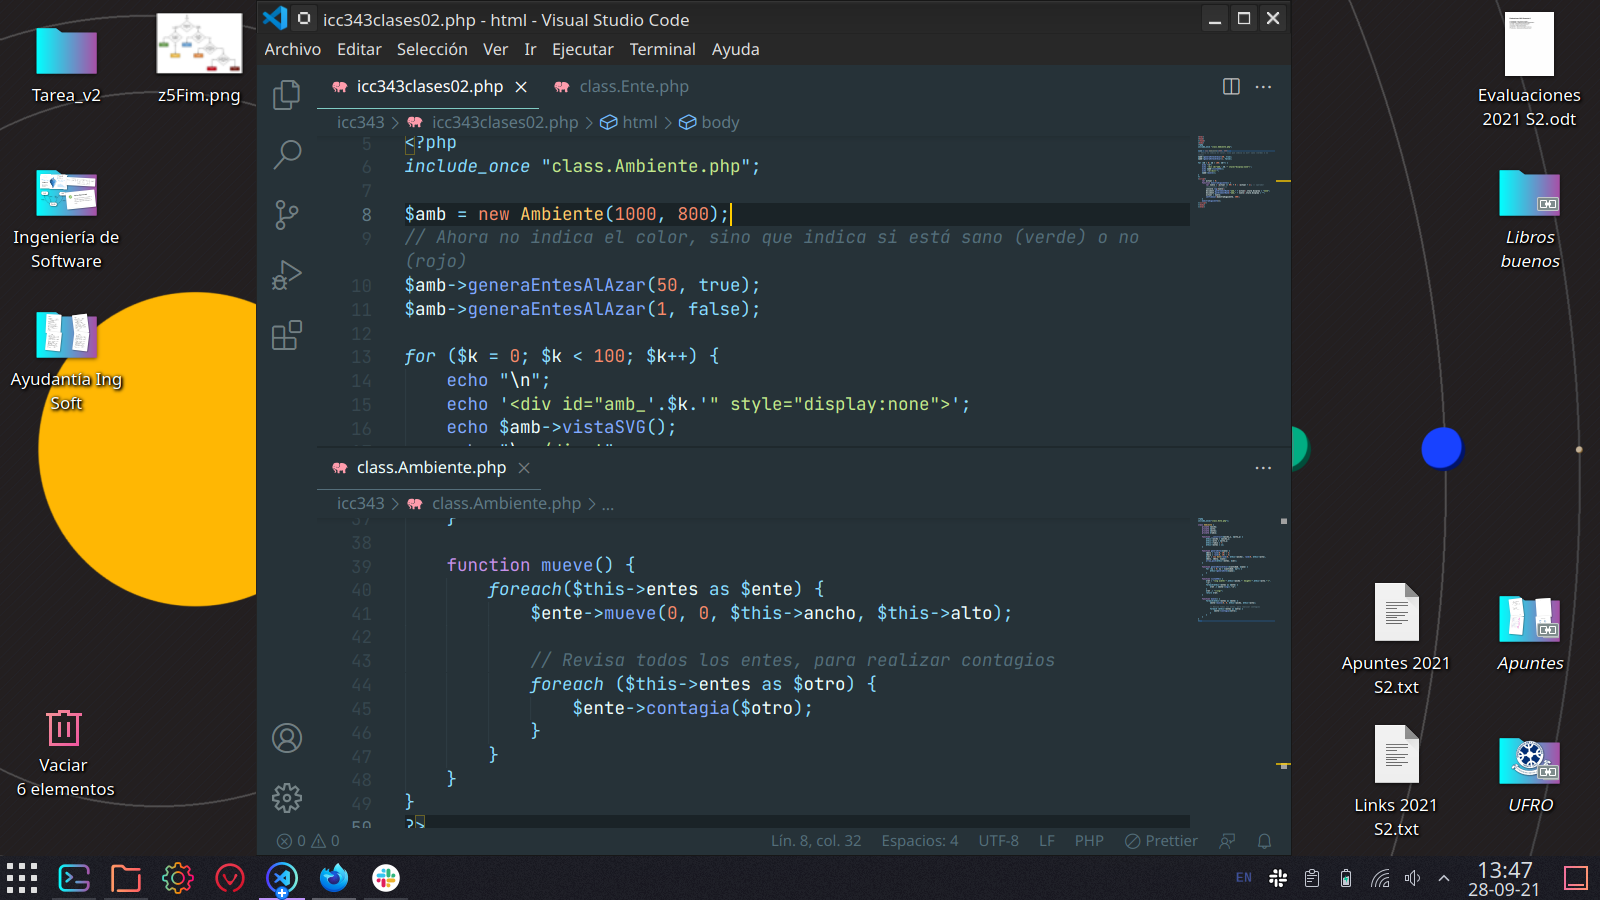 icc343clases02.php - html - Visual Studio Code
Archivo Editar Selección Ver Ir Ejecutar Terminal Ayuda
icc343clases02.php class.Ente.php
icc343 > icc343clases02.php > html > body
5 <?php
6 include_once "class.Ambiente.php";
7
8 $amb = new Ambiente(1000, 800);
9 // Ahora no indica el color, sino que indica si está sano (verde) o no
(rojo)
10 $amb->generaEntesAlAzar(50, true);
11 $amb->generaEntesAlAzar(1, false);
12
13 for ($k = 0; $k < 100; $k++) {
14 echo "\n";
15 echo '<div id="amb_'.$k.'" style="display:none">';
16 echo $amb->vistaSVG();
class.Ambiente.php
icc343 > class.Ambiente.php > ...
37 }
38
39 function mueve() {
40 foreach($this->entes as $ente) {
41 $ente->mueve(0, 0, $this->ancho, $this->alto);
42
43 // Revisa todos los entes, para realizar contagios
44 foreach ($this->entes as $otro) {
45 $ente->contagia($otro);
46 }
47 }
48 }
49 }
50 ?>
0 0 Lín. 8, col. 32 Espacios: 4 UTF-8 LF PHP Prettier
Tarea_v2
z5Fim.png
Ingeniería de
Software
Ayudantía Ing
Soft
Vaciar
6 elementos
Evaluaciones
2021 S2.odt
Libros
buenos
Apuntes 2021
S2.txt
Apuntes
Links 2021
S2.txt
UFRO
EN
13:47
28-09-21